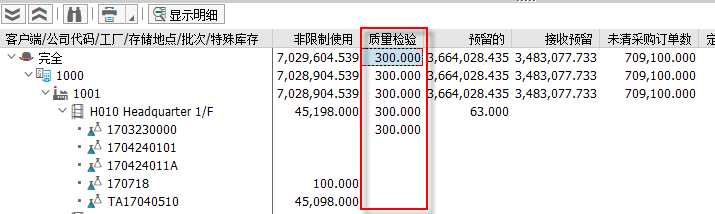 显示明细
客户端/公司代码/工厂/存储地点/批次/特殊库存 非限制使用 质量检验 预留的 接收预留 未清采购订单数
完全 7,029,604.539 300.000 3,664,028.435 3,483,077.733 709,100.000
1000 7,028,904.539 300.000 3,664,028.435 3,483,077.733 709,100.000
1001 7,028,904.539 300.000 3,664,028.435 3,483,077.733 709,100.000
H010 Headquarter 1/F 45,198.000 300.000 63.000
1703230000 300.000
1704240101
170424011A
170718 100.000
TA17040510 45,098.000